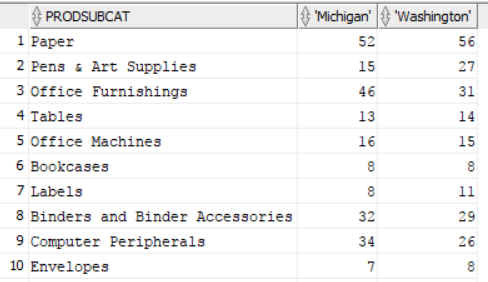 PRODSUBCAT 'Michigan' 'Washington'
1 Paper 52 56
2 Pens & Art Supplies 15 27
3 Office Furnishings 46 31
4 Tables 13 14
5 Office Machines 16 15
6 Bookcases 8 8
7 Labels 8 11
8 Binders and Binder Accessories 32 29
9 Computer Peripherals 34 26
10 Envelopes 7 8